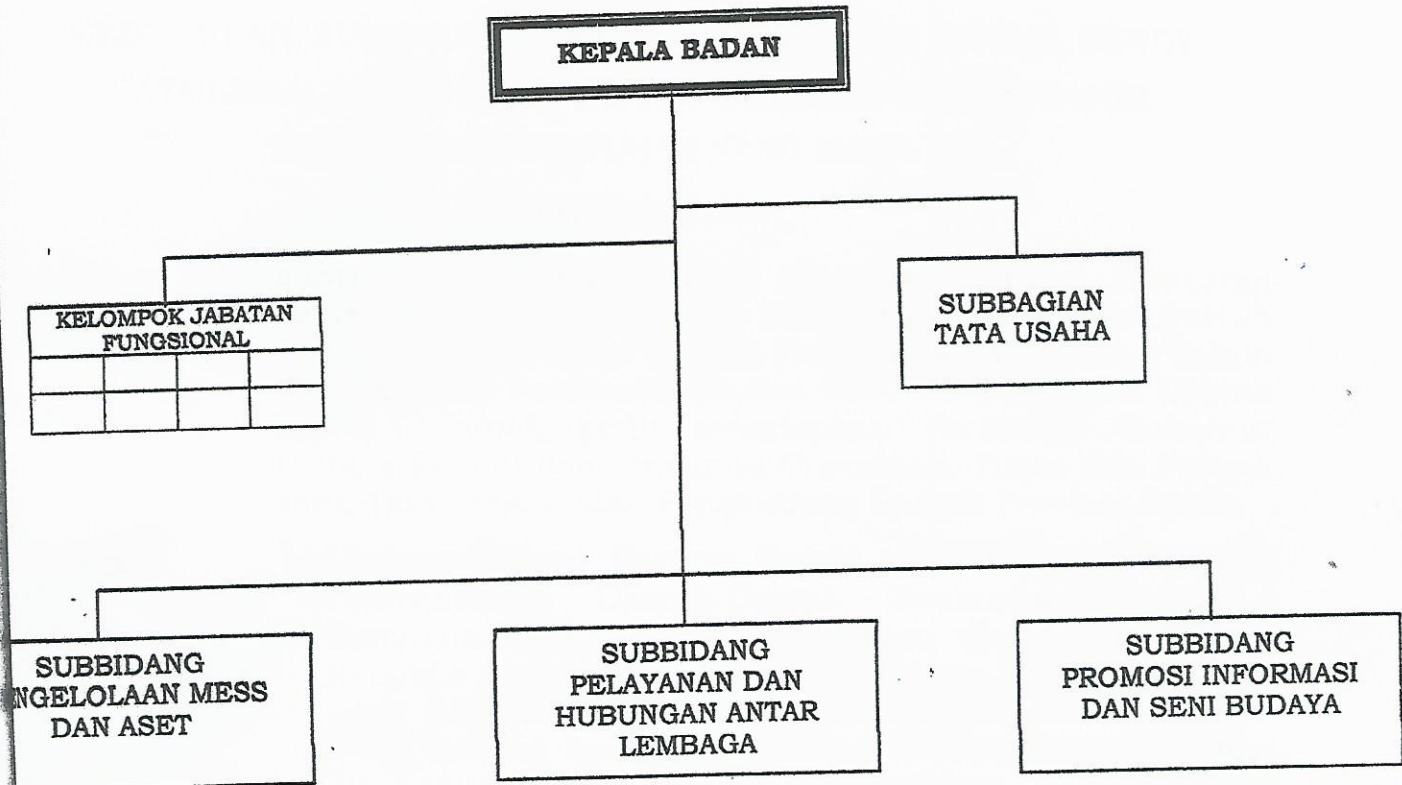 KEPALA BADAN
KELOMPOK JABATAN
FUNGSIONAL
SUBBAGIAN
TATA USAHA
SUBBIDANG
NGELOLAAN MESS
DAN ASET
SUBBIDANG
PELAYANAN DAN
HUBUNGAN ANTAR
LEMBAGA
SUBBIDANG
PROMOSI INFORMASI
DAN SENI BUDAYA